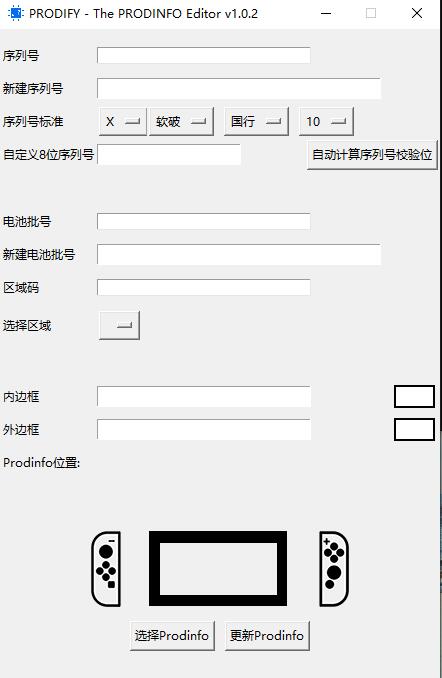 PRODIFY - The PRODINFO Editor v1.0.2
序列号
新建序列号
序列号标准 X 软破 国行 10
自定义8位序列号 自动计算序列号校验位
电池批号
新建电池批号
区域码
选择区域
内边框
外边框
Prodinfo位置:
选择Prodinfo 更新Prodinfo